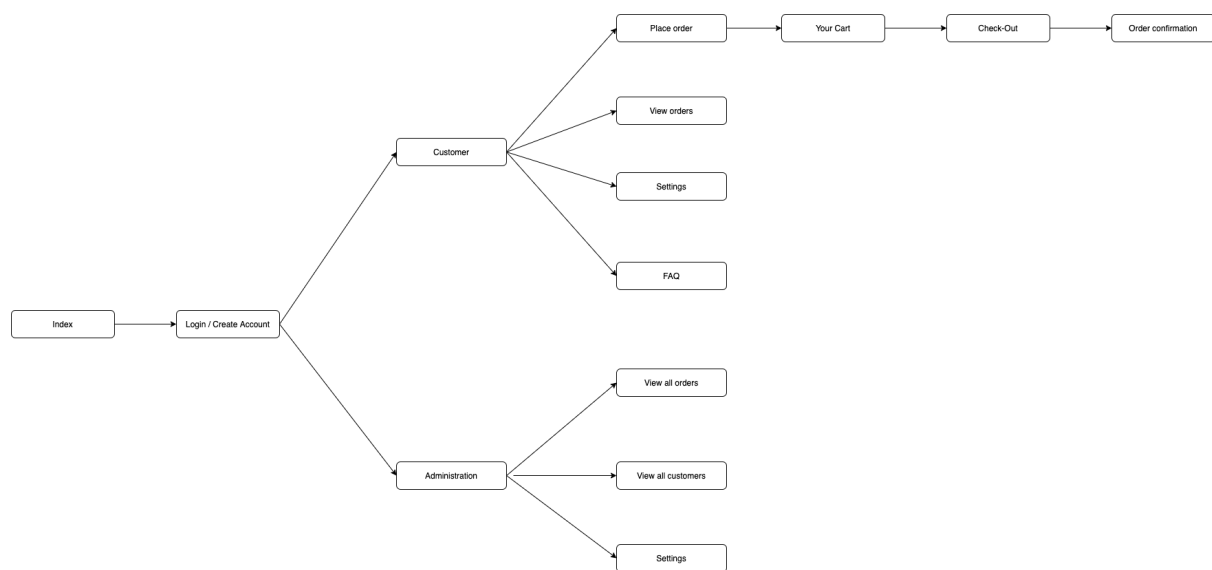 Place order
Your Cart
Check-Out
Order confirmation
View orders
Customer
Settings
FAQ
Index
Login / Create Account
View all orders
Administration
View all customers
Settings